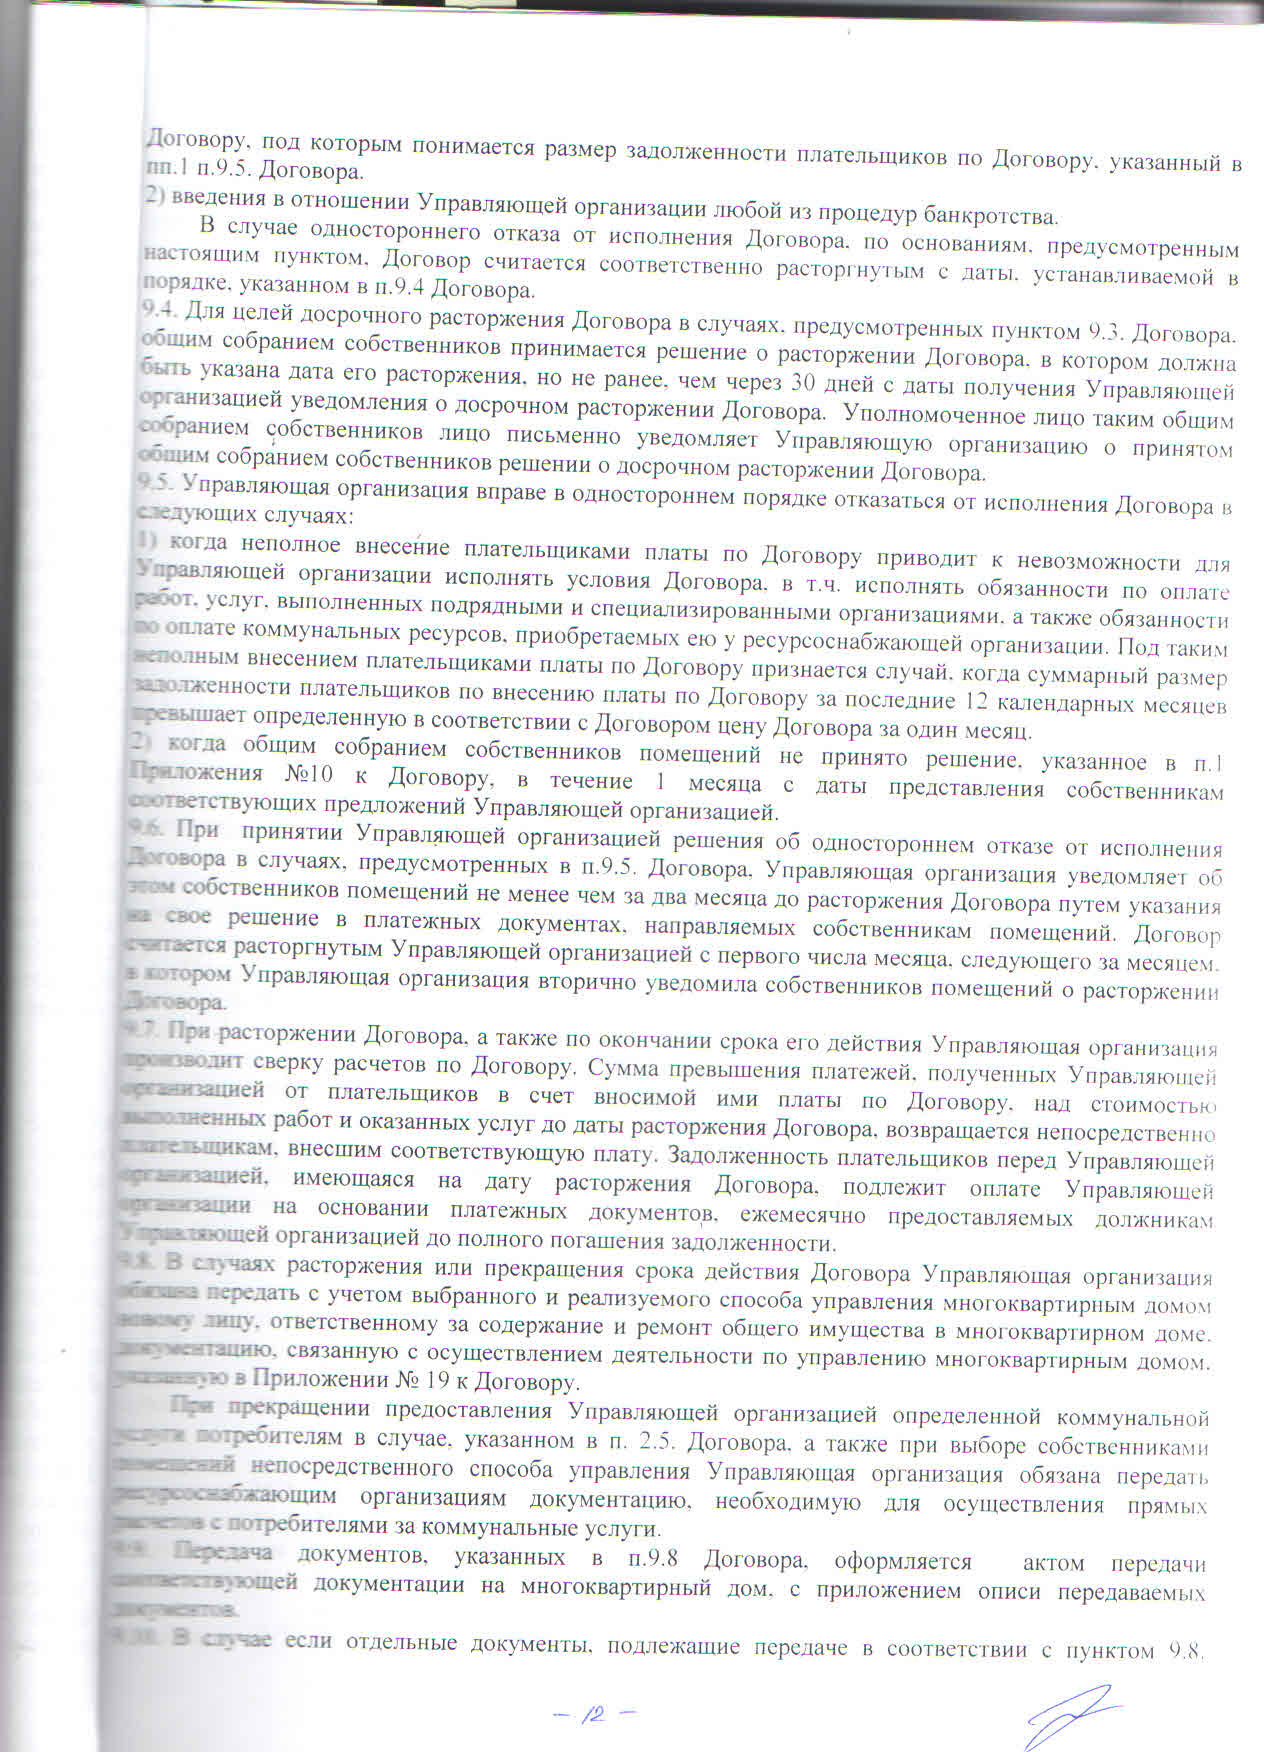 Договору, под которым понимается размер задолженности плательщиков по Договору, указанный в
пп.1 п.9.5. Договора.
2) введения в отношении Управляющей организации любой из процедур банкротства.
В случае одностороннего отказа от исполнения Договора, по основаниям, предусмотренным
настоящим пунктом, Договор считается соответственно расторгнутым с даты, устанавливаемой в
порядке, указанном в п.9.4 Договора.
9.4. Для целей досрочного расторжения Договора в случаях, предусмотренных пунктом 9.3. Договора,
общим собранием собственников принимается решение о расторжении Договора, в котором должна
быть указана дата его расторжения, но не ранее, чем через 30 дней с даты получения Управляющей
организацией уведомления о досрочном расторжении Договора. Уполномоченное лицо таким общим
собранием собственников лицо письменно уведомляет Управляющую организацию о принятом
общим собранием собственников решении о досрочном расторжении Договора.
9.5. Управляющая организация вправе в одностороннем порядке отказаться от исполнения Договора в
следующих случаях:
1) когда неполное внесение плательщиками платы по Договору приводит к невозможности для
Управляющей организации исполнять условия Договора, в т.ч. исполнять обязанности по оплате
работ, услуг, выполненных подрядными и специализированными организациями, а также обязанности
по оплате коммунальных ресурсов, приобретаемых ею у ресурсоснабжающей организации. Под таким
неполным внесением плательщиками платы по Договору признается случай, когда суммарный размер
задолженности плательщиков по внесению платы по Договору за последние 12 календарных месяцев
превышает определенную в соответствии с Договором цену Договора за один месяц.
2) когда общим собранием собственников помещений не принято решение, указанное в п.1
Приложения №10 к Договору, в течение 1 месяца с даты представления собственникам
соответствующих предложений Управляющей организацией.
9.6. При принятии Управляющей организацией решения об одностороннем отказе от исполнения
Договора в случаях, предусмотренных в п.9.5. Договора, Управляющая организация уведомляет об
этом собственников помещений не менее чем за два месяца до расторжения Договора путем указания
на свое решение в платежных документах, направляемых собственникам помещений. Договор
считается расторгнутым Управляющей организацией с первого числа месяца, следующего за месяцем,
в котором Управляющая организация вторично уведомила собственников помещений о расторжении
Договора.
9.7. При расторжении Договора, а также по окончании срока его действия Управляющая организация
производит сверку расчетов по Договору. Сумма превышения платежей, полученных Управляющей
организацией от плательщиков в счет вносимой ими платы по Договору, над стоимостью
выполненных работ и оказанных услуг до даты расторжения Договора, возвращается непосредственно
плательщикам, внесшим соответствующую плату. Задолженность плательщиков перед Управляющей
организацией, имеющаяся на дату расторжения Договора, подлежит оплате Управляющей
организации на основании платежных документов, ежемесячно предоставляемых должникам
Управляющей организацией до полного погашения задолженности.
9.8. В случаях расторжения или прекращения срока действия Договора Управляющая организация
обязана передать с учетом выбранного и реализуемого способа управления многоквартирным домом
новому лицу, ответственному за содержание и ремонт общего имущества в многоквартирном доме,
документацию, связанную с осуществлением деятельности по управлению многоквартирным домом,
указанную в Приложении № 19 к Договору.
При прекращении предоставления Управляющей организацией определенной коммунальной
услуги потребителям в случае, указанном в п. 2.5. Договора, а также при выборе собственниками
помещений непосредственного способа управления Управляющая организация обязана передать
ресурсоснабжающим организациям документацию, необходимую для осуществления прямых
расчетов с потребителями за коммунальные услуги.
9.9. Передача документов, указанных в п.9.8 Договора, оформляется актом передачи
соответствующей документации на многоквартирный дом, с приложением описи передаваемых
документов.
9.10. В случае если отдельные документы, подлежащие передаче в соответствии с пунктом 9.8.
– 12 –